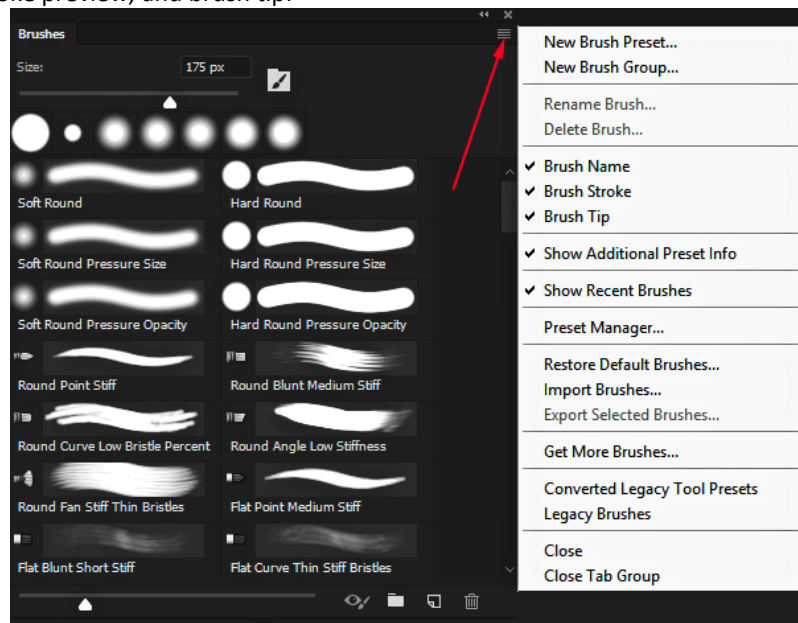 oke preview, and brush tip.
Brushes
Size: 175 px
Soft Round Hard Round
Soft Round Pressure Size Hard Round Pressure Size
Soft Round Pressure Opacity Hard Round Pressure Opacity
Round Point Stiff Round Blunt Medium Stiff
Round Curve Low Bristle Percent Round Angle Low Stiffness
Round Fan Stiff Thin Bristles Flat Point Medium Stiff
Flat Blunt Short Stiff Flat Curve Thin Stiff Bristles
New Brush Preset...
New Brush Group...
Rename Brush...
Delete Brush...
Brush Name
Brush Stroke
Brush Tip
Show Additional Preset Info
Show Recent Brushes
Preset Manager...
Restore Default Brushes...
Import Brushes...
Export Selected Brushes...
Get More Brushes...
Converted Legacy Tool Presets
Legacy Brushes
Close
Close Tab Group